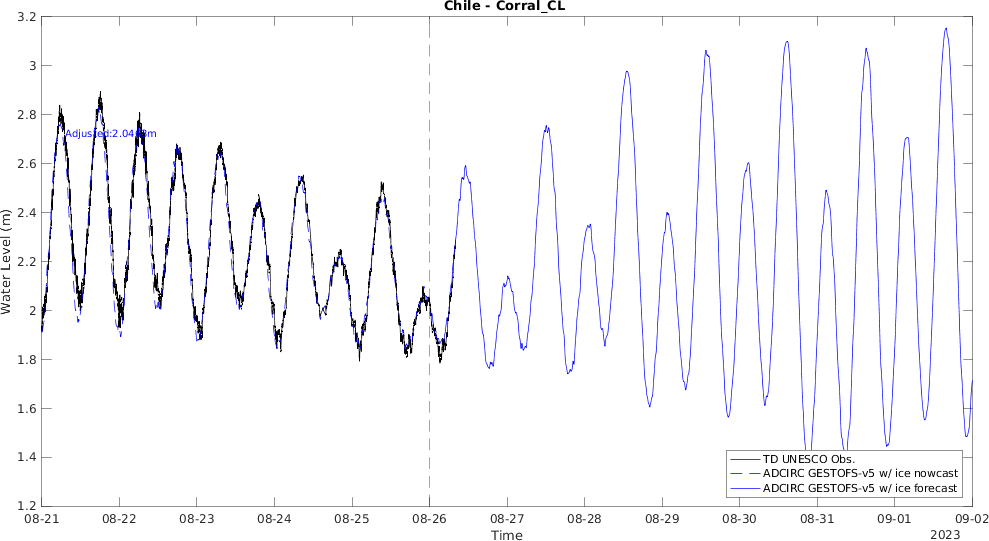 Chile - Corral_CL
3.2
3
2.8
2.6
2.4
2.2
2
1.8
1.6
1.4
1.2
Water Level (m)
TD UNESCO Obs.
ADCIRC GESTOFS-v5 w/ ice nowcast
ADCIRC GESTOFS-v5 w/ ice forecast
08-21 08-22 08-23 08-24 08-25 08-26 08-27 08-28 08-29 08-30 08-31 09-01 09-02
Time
2023